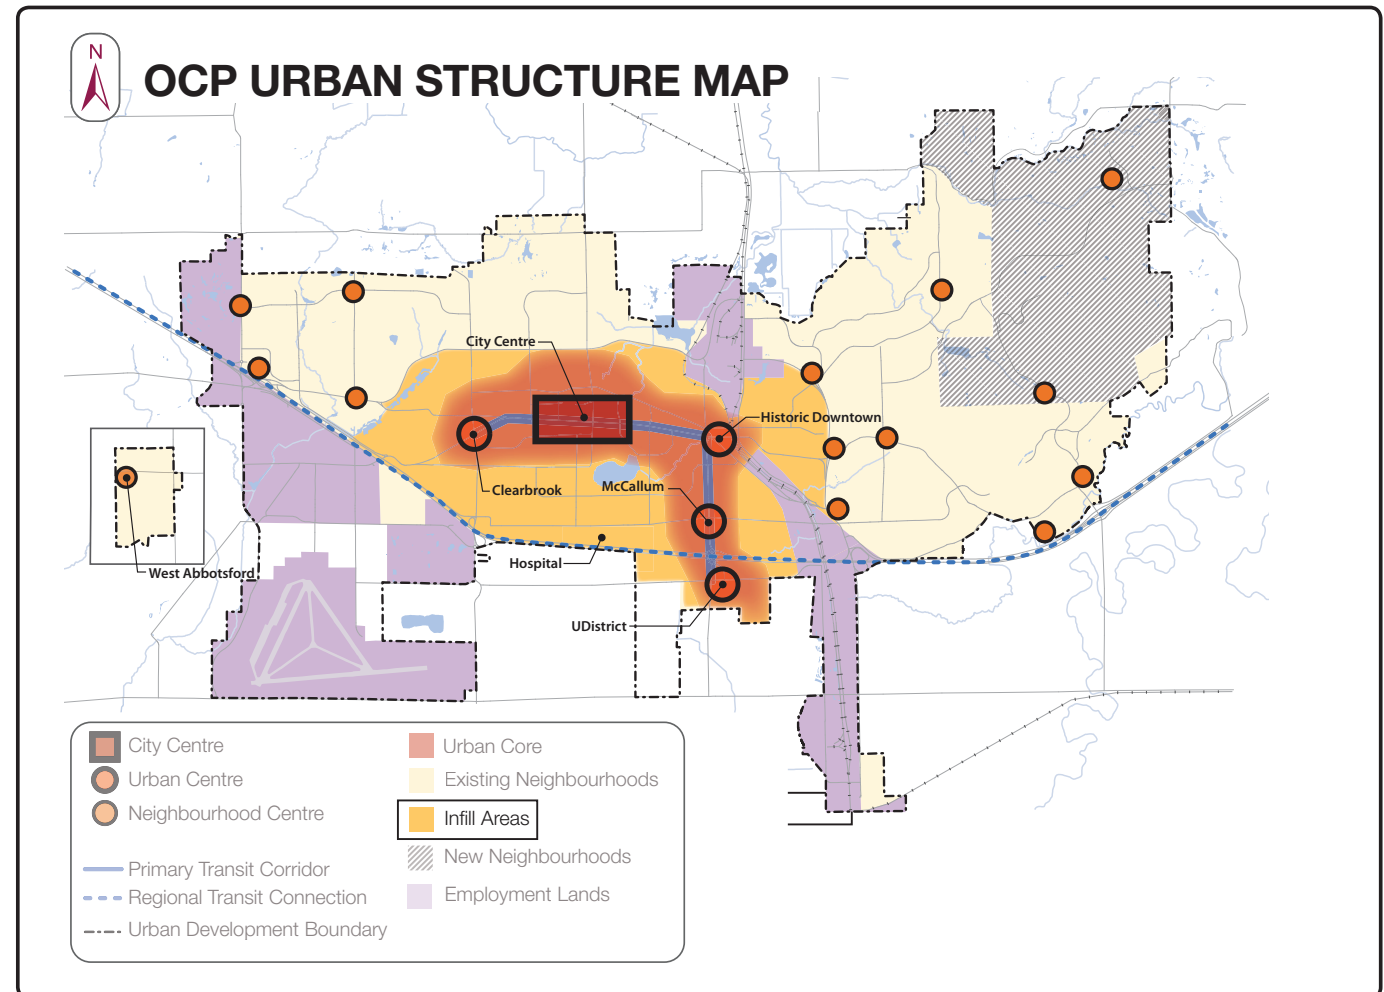 N
OCP URBAN STRUCTURE MAP
City Centre
Historic Downtown
Clearbrook
McCallum
Hospital
West Abbotsford
UDistrict
City Centre
Urban Centre
Neighbourhood Centre
Primary Transit Corridor
Regional Transit Connection
Urban Development Boundary
Urban Core
Existing Neighbourhoods
Infill Areas
New Neighbourhoods
Employment Lands